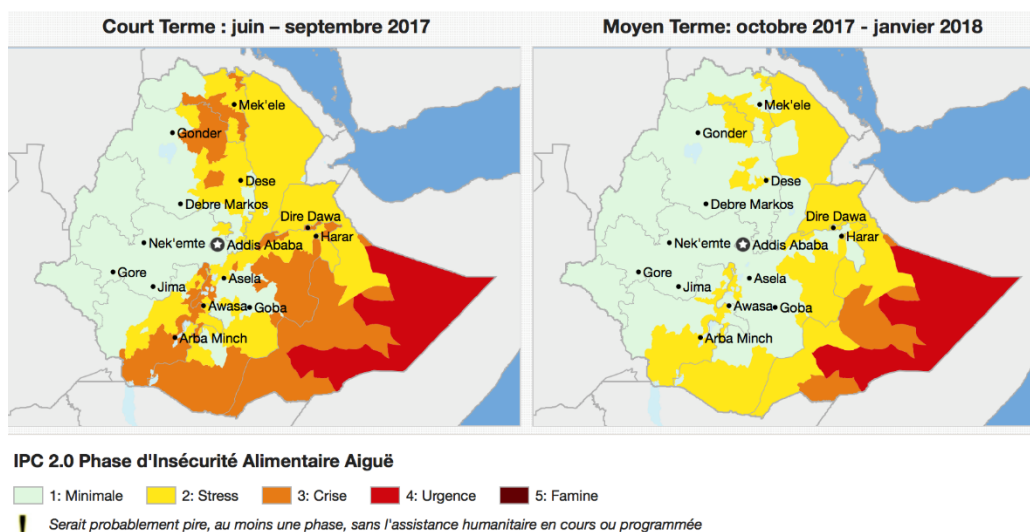 Court Terme : juin – septembre 2017
Mek'ele
Gonder
Dese
Debre Markos
Dire Dawa
Nek'emte
Addis Ababa
Harar
Gore
Asela
Jima
Awasa
Goba
Arba Minch
Moyen Terme: octobre 2017 - janvier 2018
Mek'ele
Gonder
Dese
Debre Markos
Dire Dawa
Nek'emte
Addis Ababa
Harar
Gore
Asela
Jima
Awasa
Goba
Arba Minch
IPC 2.0 Phase d'Insécurité Alimentaire Aiguë
1: Minimale 2: Stress 3: Crise 4: Urgence 5: Famine
! Serait probablement pire, au moins une phase, sans l'assistance humanitaire en cours ou programmée